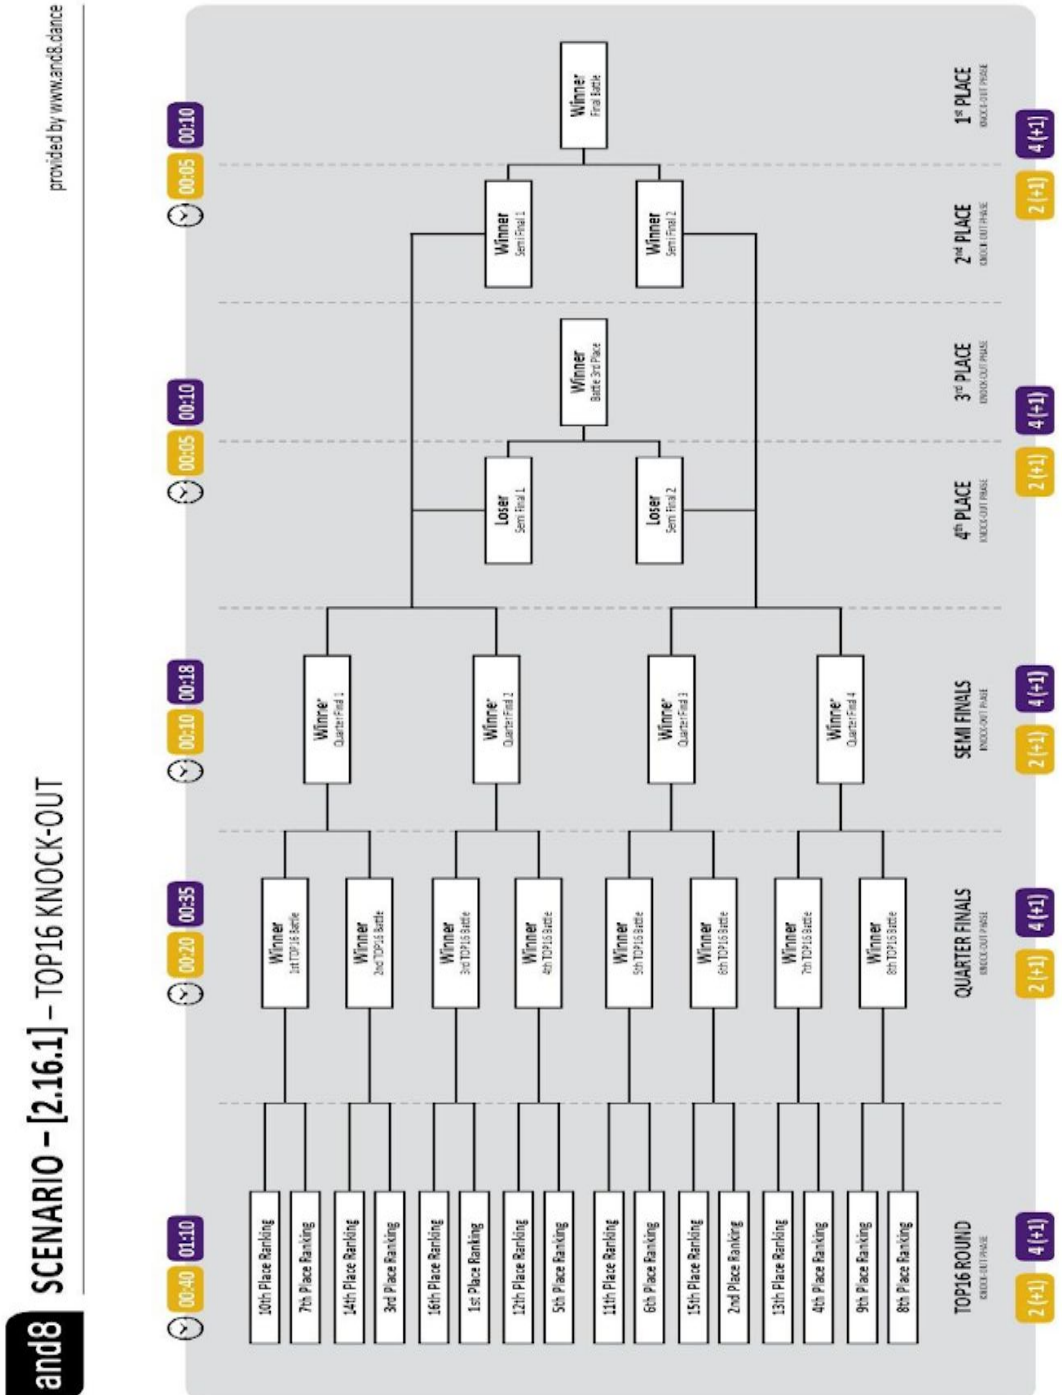 and8
SCENARIO – [2.16.1] – TOP16 KNOCK-OUT
provided by www.and8.dance
00:40 01:10
00:20 00:35
00:10 00:18
00:05 00:10
00:05 00:10
10th Place Ranking
7th Place Ranking
14th Place Ranking
3rd Place Ranking
16th Place Ranking
1st Place Ranking
12th Place Ranking
5th Place Ranking
11th Place Ranking
6th Place Ranking
15th Place Ranking
2nd Place Ranking
13th Place Ranking
4th Place Ranking
9th Place Ranking
8th Place Ranking
Winner
1st TOP16 Battle
Winner
2nd TOP16 Battle
Winner
3rd TOP16 Battle
Winner
4th TOP16 Battle
Winner
5th TOP16 Battle
Winner
6th TOP16 Battle
Winner
7th TOP16 Battle
Winner
8th TOP16 Battle
Winner
Quarter Final 1
Winner
Quarter Final 2
Winner
Quarter Final 3
Winner
Quarter Final 4
Loser
Semi Final 1
Loser
Semi Final 2
Winner
Battle 3rd Place
Winner
Semi Final 1
Winner
Semi Final 2
Winner
Final Battle
TOP16 ROUND
KNOCK-OUT PHASE
QUARTER FINALS
KNOCK-OUT PHASE
SEMI FINALS
KNOCK-OUT PHASE
4th PLACE
KNOCK-OUT PHASE
3rd PLACE
KNOCK-OUT PHASE
2nd PLACE
KNOCK-OUT PHASE
1st PLACE
KNOCK-OUT PHASE
2 (+1) 4 (+1)
2 (+1) 4 (+1)
2 (+1) 4 (+1)
2 (+1) 4 (+1)
2 (+1) 4 (+1)